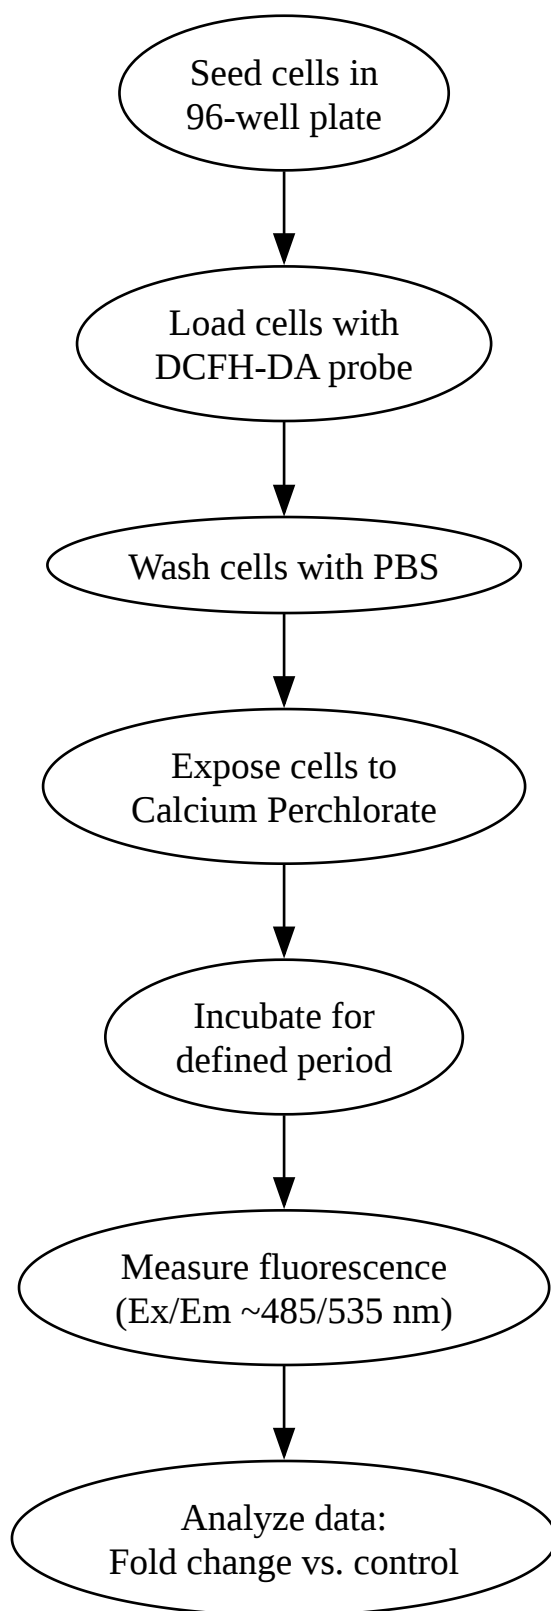 Seed cells in
96-well plate
Load cells with
DCFH-DA probe
Wash cells with PBS
Expose cells to
Calcium Perchlorate
Incubate for
defined period
Measure fluorescence
(Ex/Em ~485/535 nm)
Analyze data:
Fold change vs. control